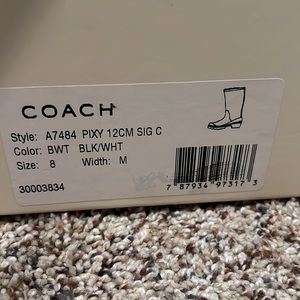 COACH
Style: A7484 PIXY 12CM SIG C
Color: BWT BLK/WHT
Size: 8 Width: M
30003834
7 87934 97317 3